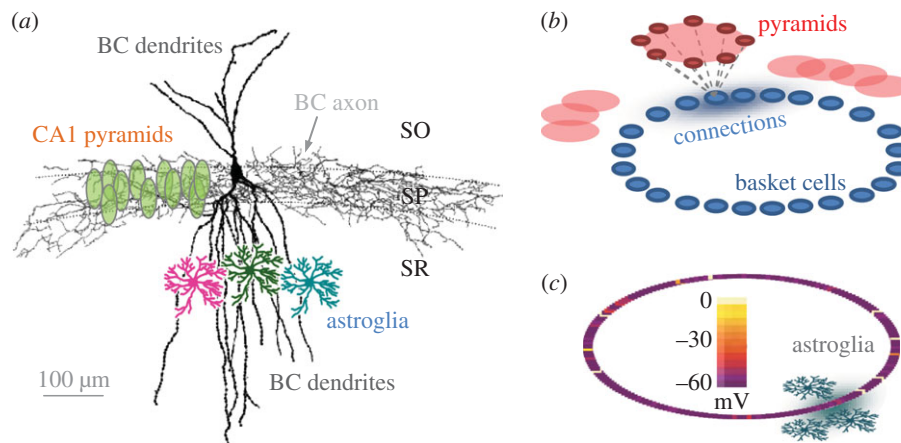 (a)
BC dendrites
BC axon
CA1 pyramids
SO
SP
SR
astroglia
100 µm
BC dendrites
(b)
pyramids
connections
basket cells
(c)
0
–30
–60
mV
astroglia